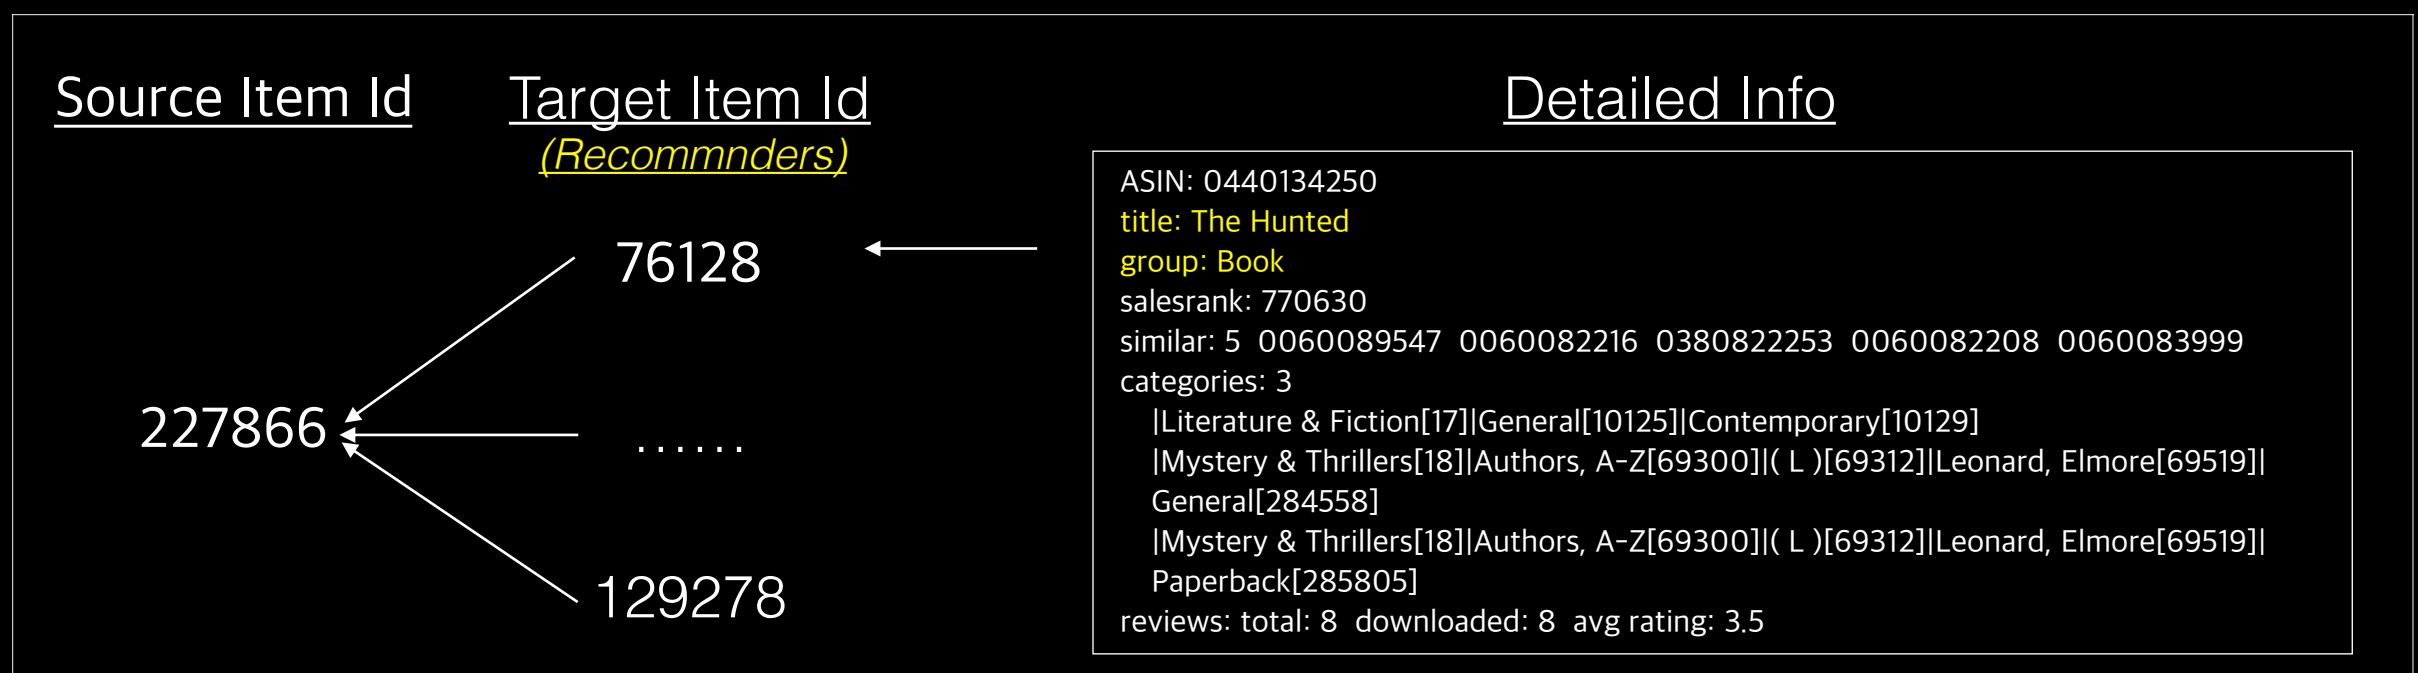 Source Item Id
Target Item Id
(Recommnders)
76128
227866
......
129278
Detailed Info
ASIN: 0440134250
title: The Hunted
group: Book
salesrank: 770630
similar: 5  0060089547  0060082216  0380822253  0060082208  0060083999
categories: 3
|Literature & Fiction[17]|General[10125]|Contemporary[10129]
|Mystery & Thrillers[18]|Authors, A-Z[69300]|( L )[69312]|Leonard, Elmore[69519]|
General[284558]
|Mystery & Thrillers[18]|Authors, A-Z[69300]|( L )[69312]|Leonard, Elmore[69519]|
Paperback[285805]
reviews: total: 8  downloaded: 8  avg rating: 3.5